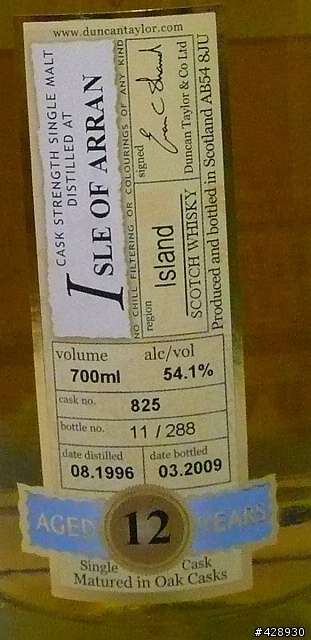 www.duncantaylor.com
CASK STRENGTH SINGLE MALT
DISTILLED AT
ISLE OF ARRAN
NO CHILL FILTERING OR COLOURINGS OF ANY KIND
region
Island
SCOTCH WHISKY
signed
Duncan Taylor & Co Ltd
Produced and bottled in Scotland AB54 8JU
volume alc/vol
700ml 54.1%
cask no. 825
bottle no. 11 / 288
date distilled date bottled
08.1996 03.2009
AGED 12 YEARS
Single Cask
Matured in Oak Casks
#428930